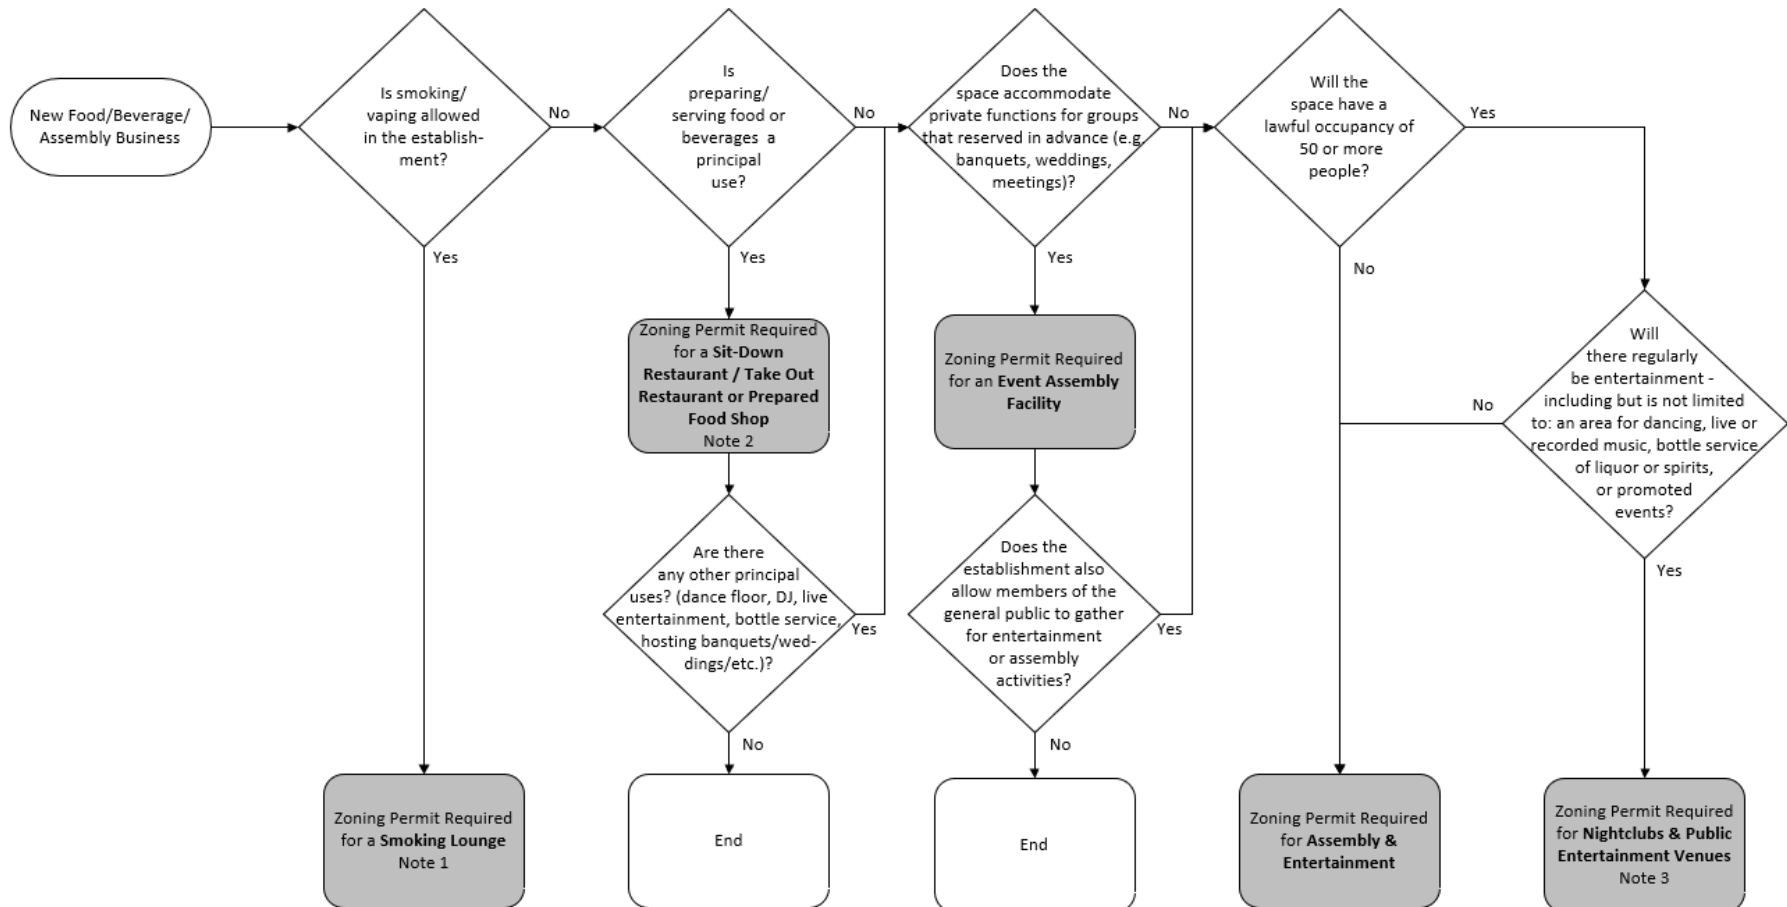 New Food/Beverage/
Assembly Business
Is smoking/
vaping allowed
in the establish-
ment?
No
Yes
Is
preparing/
serving food or
beverages a
principal
use?
No
Yes
Does the
space accommodate
private functions for groups
that reserved in advance (e.g.
banquets, weddings,
meetings)?
No
Yes
Will the
space have a
lawful occupancy of
50 or more
people?
Yes
No
Zoning Permit Required
for a Sit-Down
Restaurant / Take Out
Restaurant or Prepared
Food Shop
Note 2
Zoning Permit Required
for an Event Assembly
Facility
Will
there regularly
be entertainment -
including but is not limited
to: an area for dancing, live or
recorded music, bottle service
of liquor or spirits,
or promoted
events?
No
Yes
Are there
any other principal
uses? (dance floor, DJ, live
entertainment, bottle service,
hosting banquets/wed-
dings/etc.)?
Yes
No
Does the
establishment also
allow members of the
general public to gather
for entertainment
or assembly
activities?
Yes
No
Zoning Permit Required
for a Smoking Lounge
Note 1
End
End
Zoning Permit Required
for Assembly &
Entertainment
Zoning Permit Required
for Nightclubs & Public
Entertainment Venues
Note 3